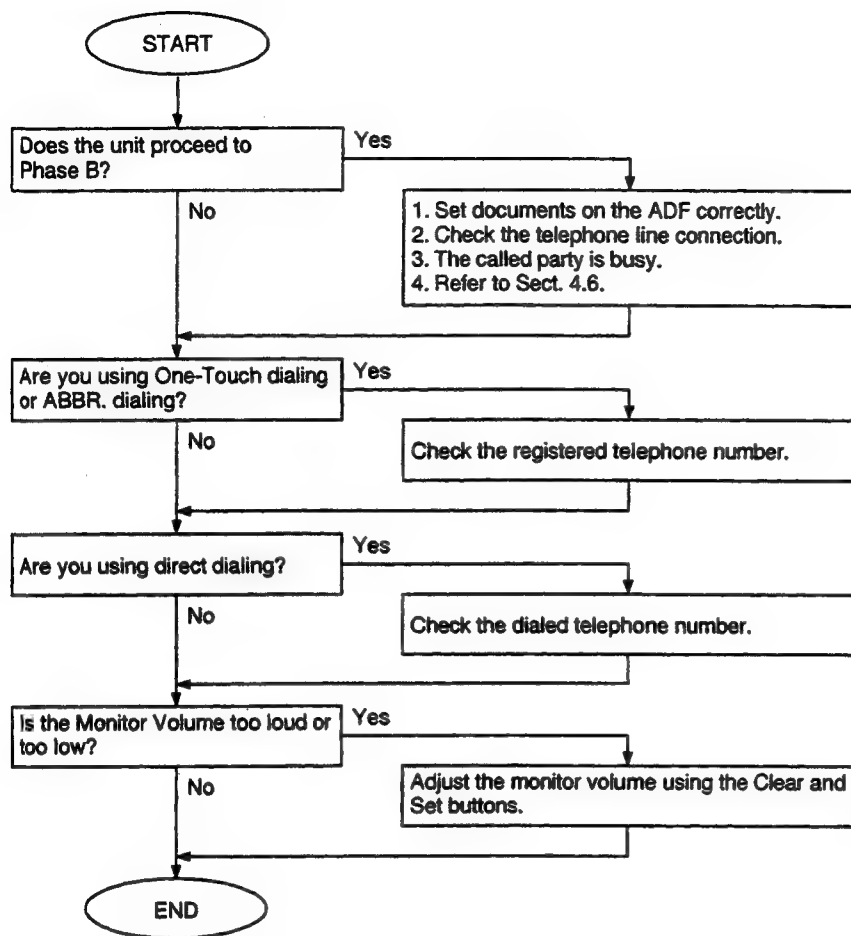 START
Does the unit proceed to
Phase B?
Yes
No
1. Set documents on the ADF correctly.
2. Check the telephone line connection.
3. The called party is busy.
4. Refer to Sect. 4.6.
Are you using One-Touch dialing
or ABBR. dialing?
Yes
No
Check the registered telephone number.
Are you using direct dialing?
Yes
No
Check the dialed telephone number.
Is the Monitor Volume too loud or
too low?
Yes
No
Adjust the monitor volume using the Clear and
Set buttons.
END